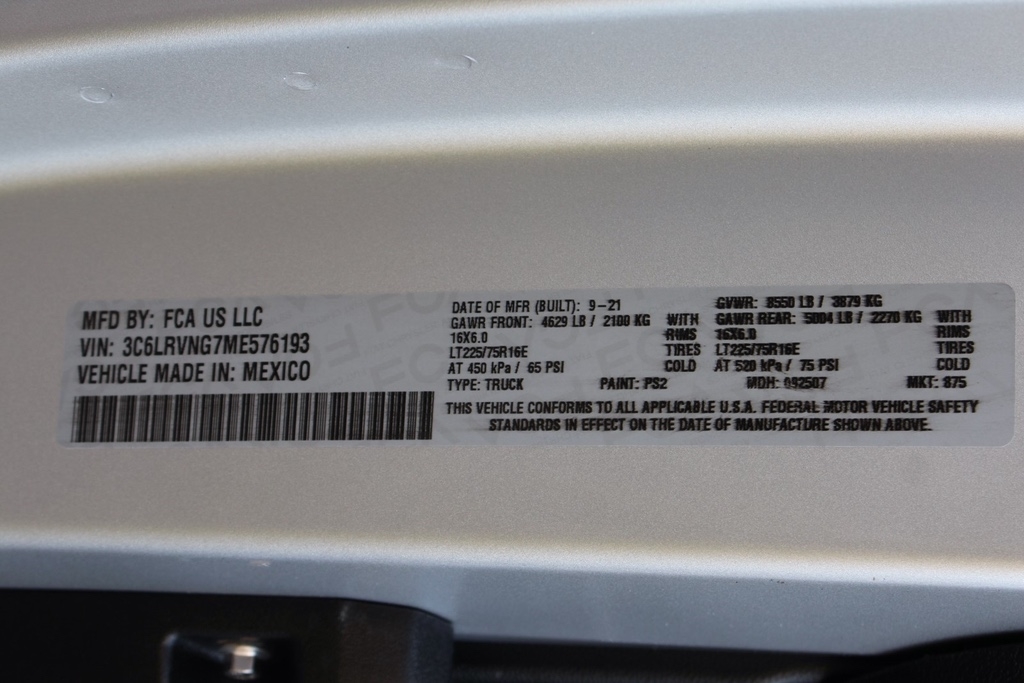 MFD BY: FCA US LLC
VIN: 3C6LRVNG7ME576193
VEHICLE MADE IN: MEXICO
DATE OF MFR (BUILT): 9-21 GVWR: 8550 LB / 3879 KG
GAWR FRONT: 4629 LB / 2100 KG WITH GAWR REAR: 5004 LB / 2270 KG WITH
16X6.0 RIMS 16X6.0 RIMS
LT225/75R16E TIRES LT225/75R16E TIRES
AT 450 kPa / 65 PSI COLD AT 520 kPa / 75 PSI COLD
TYPE: TRUCK PAINT: PS2 MDH: 092507 MKT: 875
THIS VEHICLE CONFORMS TO ALL APPLICABLE U.S.A. FEDERAL MOTOR VEHICLE SAFETY
STANDARDS IN EFFECT ON THE DATE OF MANUFACTURE SHOWN ABOVE.